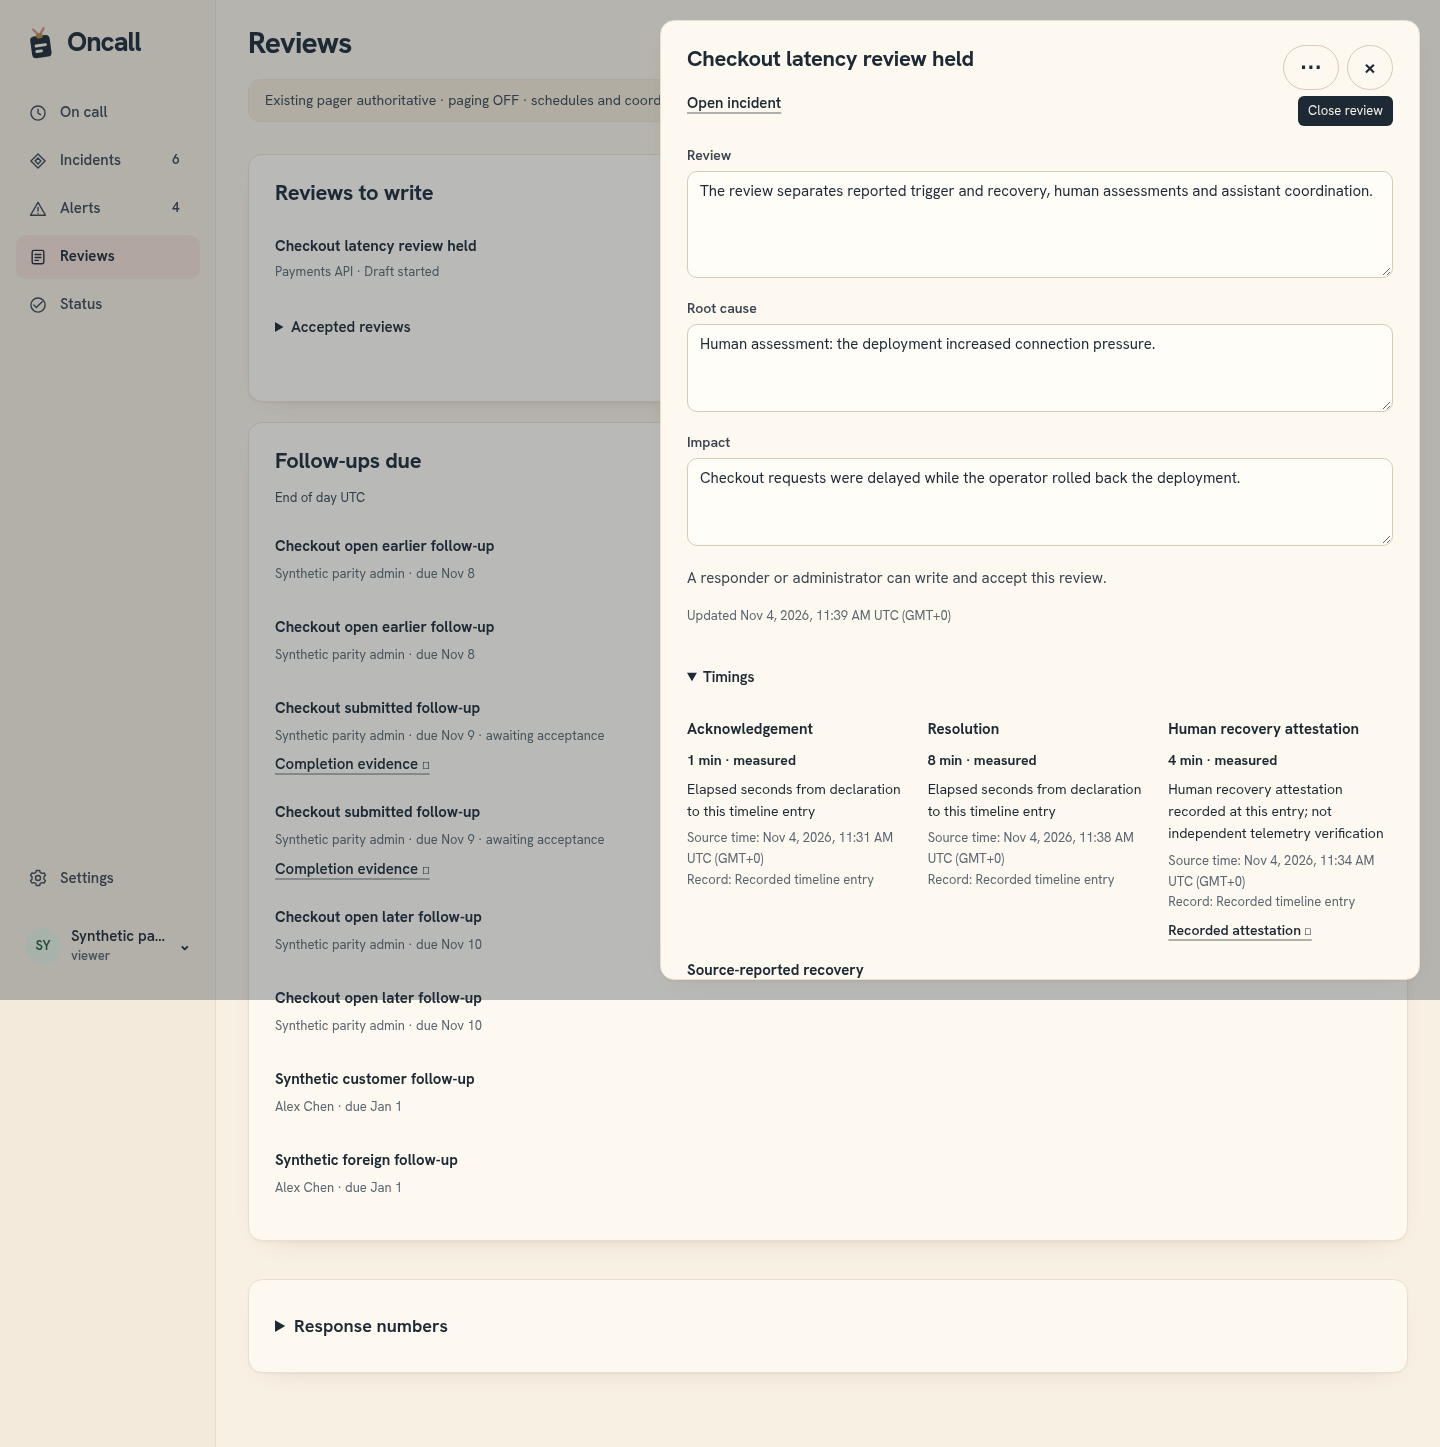 Oncall
On call
Incidents 6
Alerts 4
Reviews
Status
Settings
SY
Synthetic pa...
viewer
Reviews
Existing pager authoritative · paging OFF · schedules and coord
Reviews to write
Checkout latency review held
Payments API · Draft started
Accepted reviews
Follow-ups due
End of day UTC
Checkout open earlier follow-up
Synthetic parity admin · due Nov 8
Checkout open earlier follow-up
Synthetic parity admin · due Nov 8
Checkout submitted follow-up
Synthetic parity admin · due Nov 9 · awaiting acceptance
Completion evidence
Checkout submitted follow-up
Synthetic parity admin · due Nov 9 · awaiting acceptance
Completion evidence
Checkout open later follow-up
Synthetic parity admin · due Nov 10
Checkout open later follow-up
Synthetic parity admin · due Nov 10
Synthetic customer follow-up
Alex Chen · due Jan 1
Synthetic foreign follow-up
Alex Chen · due Jan 1
Response numbers
Checkout latency review held
Open incident
Close review
Review
The review separates reported trigger and recovery, human assessments and assistant coordination.
Root cause
Human assessment: the deployment increased connection pressure.
Impact
Checkout requests were delayed while the operator rolled back the deployment.
A responder or administrator can write and accept this review.
Updated Nov 4, 2026, 11:39 AM UTC (GMT+0)
Timings
Acknowledgement
1 min · measured
Elapsed seconds from declaration
to this timeline entry
Source time: Nov 4, 2026, 11:31 AM
UTC (GMT+0)
Record: Recorded timeline entry
Resolution
8 min · measured
Elapsed seconds from declaration
to this timeline entry
Source time: Nov 4, 2026, 11:38 AM
UTC (GMT+0)
Record: Recorded timeline entry
Human recovery attestation
4 min · measured
Human recovery attestation
recorded at this entry; not
independent telemetry verification
Source time: Nov 4, 2026, 11:34 AM
UTC (GMT+0)
Record: Recorded timeline entry
Recorded attestation
Source-reported recovery